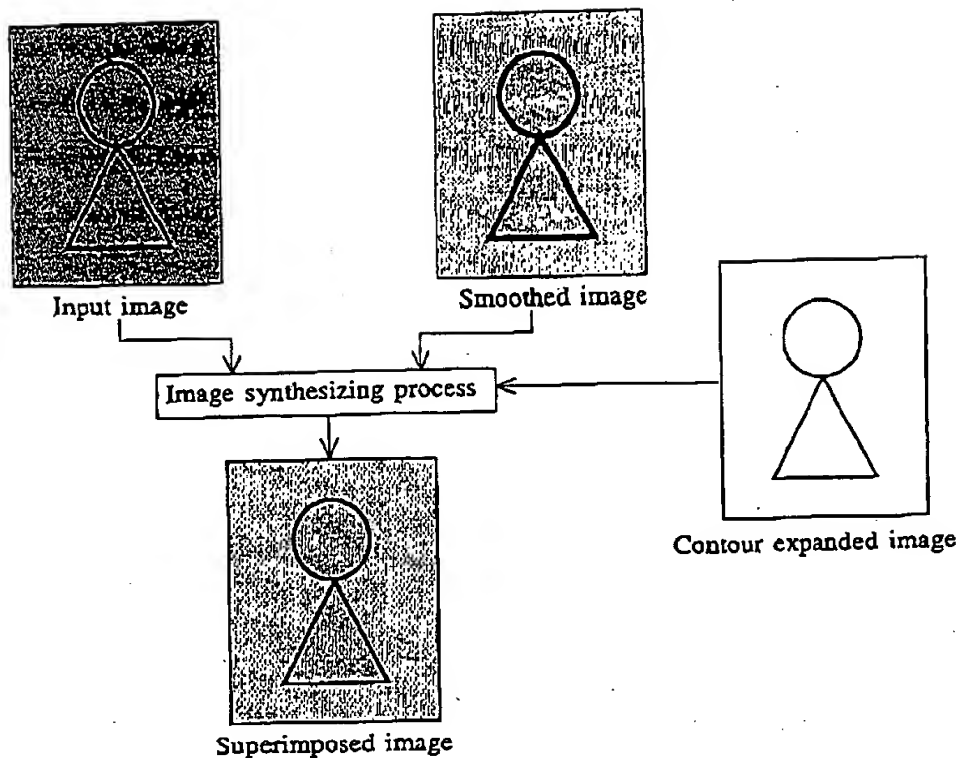 Input image
Smoothed image
Image synthesizing process
Contour expanded image
Superimposed image